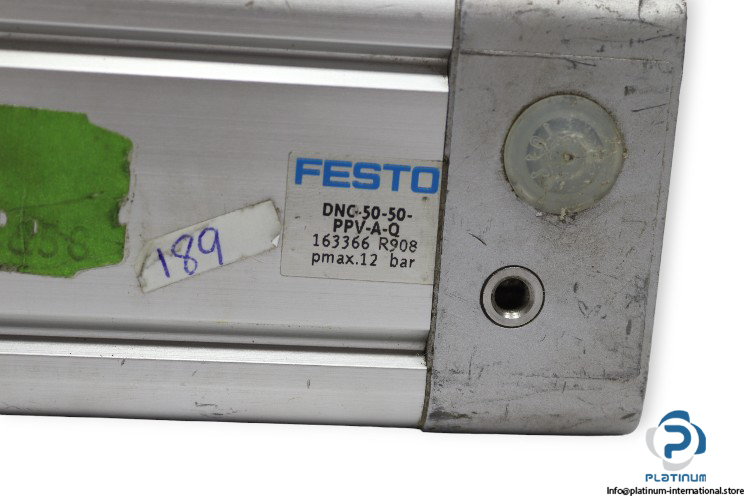 FESTO
DNC-50-50-
PPV-A-Q
163366 R908
pmax.12 bar
189
PLATINUM
Info@platinum-international.store